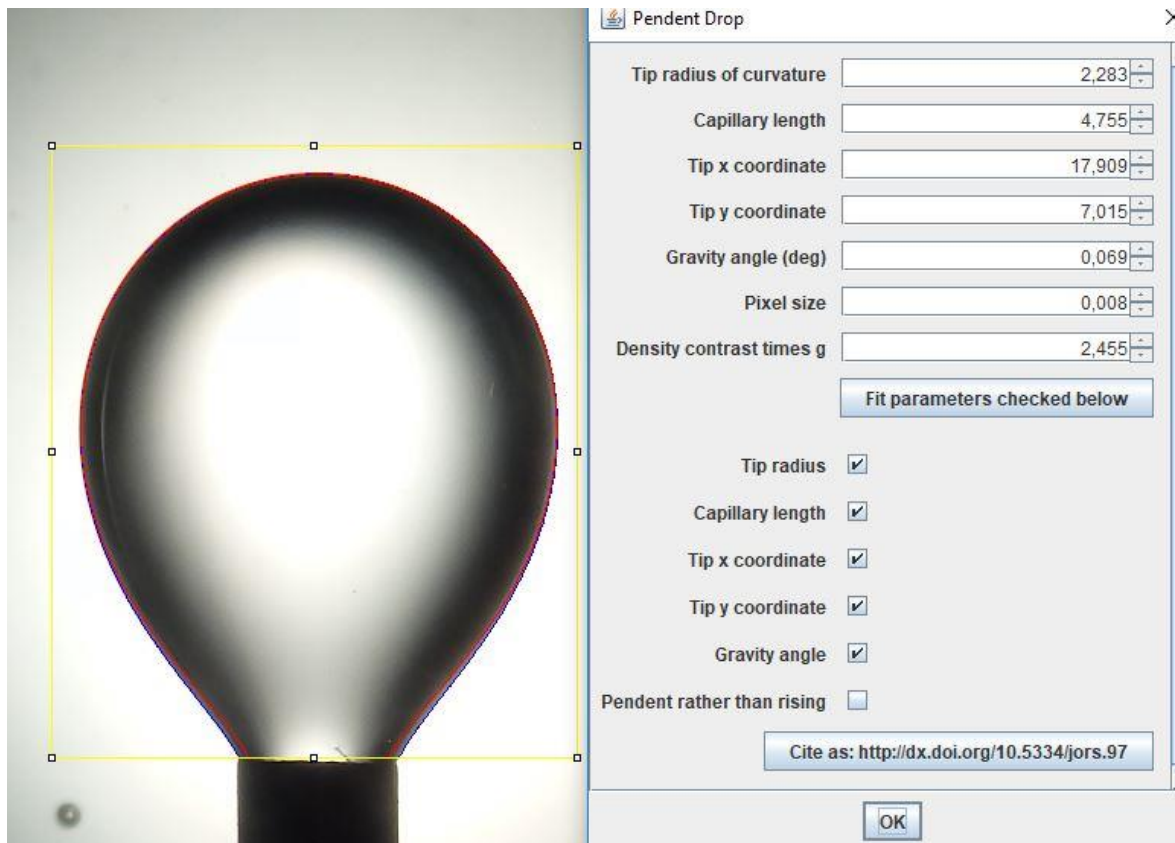 Pendent Drop
Tip radius of curvature 2,283
Capillary length 4,755
Tip x coordinate 17,909
Tip y coordinate 7,015
Gravity angle (deg) 0,069
Pixel size 0,008
Density contrast times g 2,455
Fit parameters checked below
Tip radius
Capillary length
Tip x coordinate
Tip y coordinate
Gravity angle
Pendent rather than rising
Cite as: http://dx.doi.org/10.5334/jors.97
OK